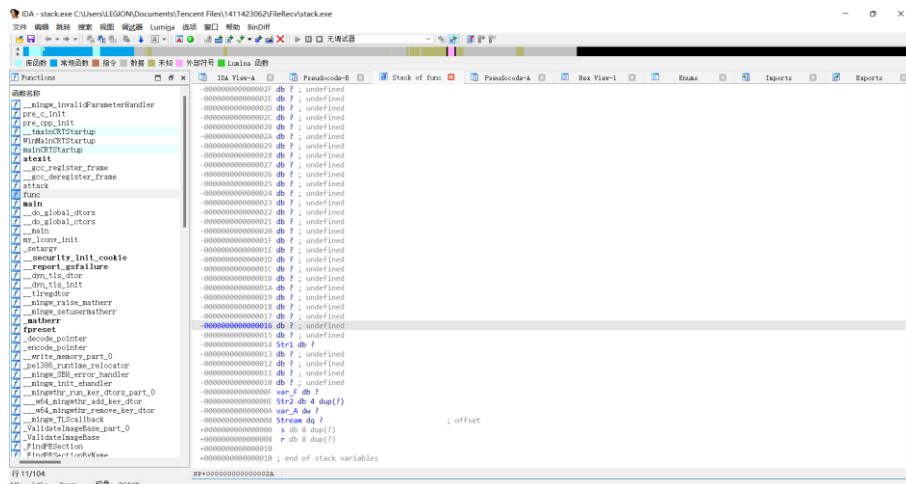 IDA - stack.exe C:\Users\LEGION\Documents\Tencent Files\1411423062\FileRecv\stack.exe
文件 编辑 跳转 搜索 视图 调试器 Lumina 选项 窗口 帮助 BinDiff
无调试器
库函数 常规函数 指令 数据 未知 外部符号 Lumina 函数
Functions
IDA View-A Pseudocode-B Stack of func Pseudocode-A Hex View-1 Enums Imports Exports
函数名称
__mingw_invalidParameterHandler
pre_c_init
pre_cpp_init
__tmainCRTStartup
WinMainCRTStartup
mainCRTStartup
atexit
__gcc_register_frame
__gcc_deregister_frame
attack
func
main
__do_global_dtors
__do_global_ctors
__main
my_lconv_init
_setargv
__security_init_cookie
__report_gsfailure
__dyn_tls_dtor
__dyn_tls_init
__tlregdtor
__mingw_raise_matherr
__mingw_setusermatherr
_matherr
fpreset
_decode_pointer
_encode_pointer
__write_memory_part_0
_pei386_runtime_relocator
__mingw_SEH_error_handler
__mingw_init_ehandler
__mingwthr_run_key_dtors_part_0
___w64_mingwthr_add_key_dtor
___w64_mingwthr_remove_key_dtor
__mingw_TLScallback
_ValidateImageBase_part_0
_ValidateImageBase
_FindPESection
_FindPESectionByName
行 11/104
-000000000000002F db ? ; undefined
-000000000000002E db ? ; undefined
-000000000000002D db ? ; undefined
-000000000000002C db ? ; undefined
-000000000000002B db ? ; undefined
-000000000000002A db ? ; undefined
-0000000000000029 db ? ; undefined
-0000000000000028 db ? ; undefined
-0000000000000027 db ? ; undefined
-0000000000000026 db ? ; undefined
-0000000000000025 db ? ; undefined
-0000000000000024 db ? ; undefined
-0000000000000023 db ? ; undefined
-0000000000000022 db ? ; undefined
-0000000000000021 db ? ; undefined
-0000000000000020 db ? ; undefined
-000000000000001F db ? ; undefined
-000000000000001E db ? ; undefined
-000000000000001D db ? ; undefined
-000000000000001C db ? ; undefined
-000000000000001B db ? ; undefined
-000000000000001A db ? ; undefined
-0000000000000019 db ? ; undefined
-0000000000000018 db ? ; undefined
-0000000000000017 db ? ; undefined
-0000000000000016 db ? ; undefined
-0000000000000015 db ? ; undefined
-0000000000000014 Str1 db ?
-0000000000000013 db ? ; undefined
-0000000000000012 db ? ; undefined
-0000000000000011 db ? ; undefined
-0000000000000010 db ? ; undefined
-000000000000000F var_F db ?
-000000000000000E Str2 db 4 dup(?)
-000000000000000A var_A dw ?
-0000000000000008 Stream dq ? ; offset
+0000000000000000 s db 8 dup(?)
+0000000000000008 r db 8 dup(?)
+0000000000000010
+0000000000000010 ; end of stack variables
SP+000000000000002A